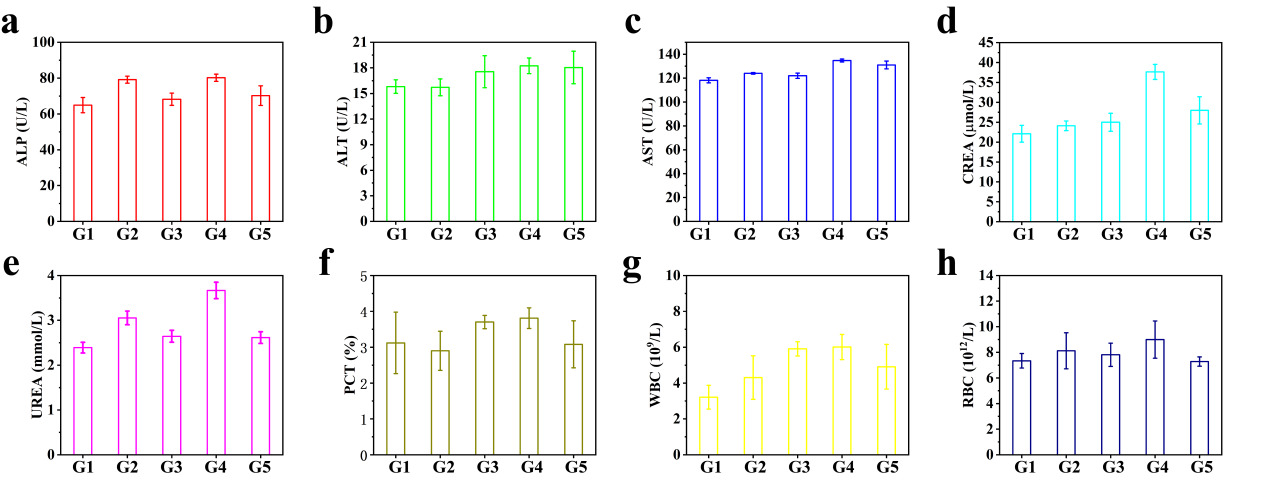 a
ALP (U/L)
100
80
60
40
20
0
G1 G2 G3 G4 G5
b
ALT (U/L)
21
18
15
12
9
6
3
0
G1 G2 G3 G4 G5
c
AST (U/L)
140
120
100
80
60
40
20
0
G1 G2 G3 G4 G5
d
CREA (μmol/L)
45
40
35
30
25
20
15
10
5
0
G1 G2 G3 G4 G5
e
UREA (mmol/L)
4
3
2
1
0
G1 G2 G3 G4 G5
f
PCT (%)
5
4
3
2
1
0
G1 G2 G3 G4 G5
g
WBC (10⁹/L)
10
8
6
4
2
0
G1 G2 G3 G4 G5
h
RBC (10¹²/L)
14
12
10
8
6
4
2
0
G1 G2 G3 G4 G5